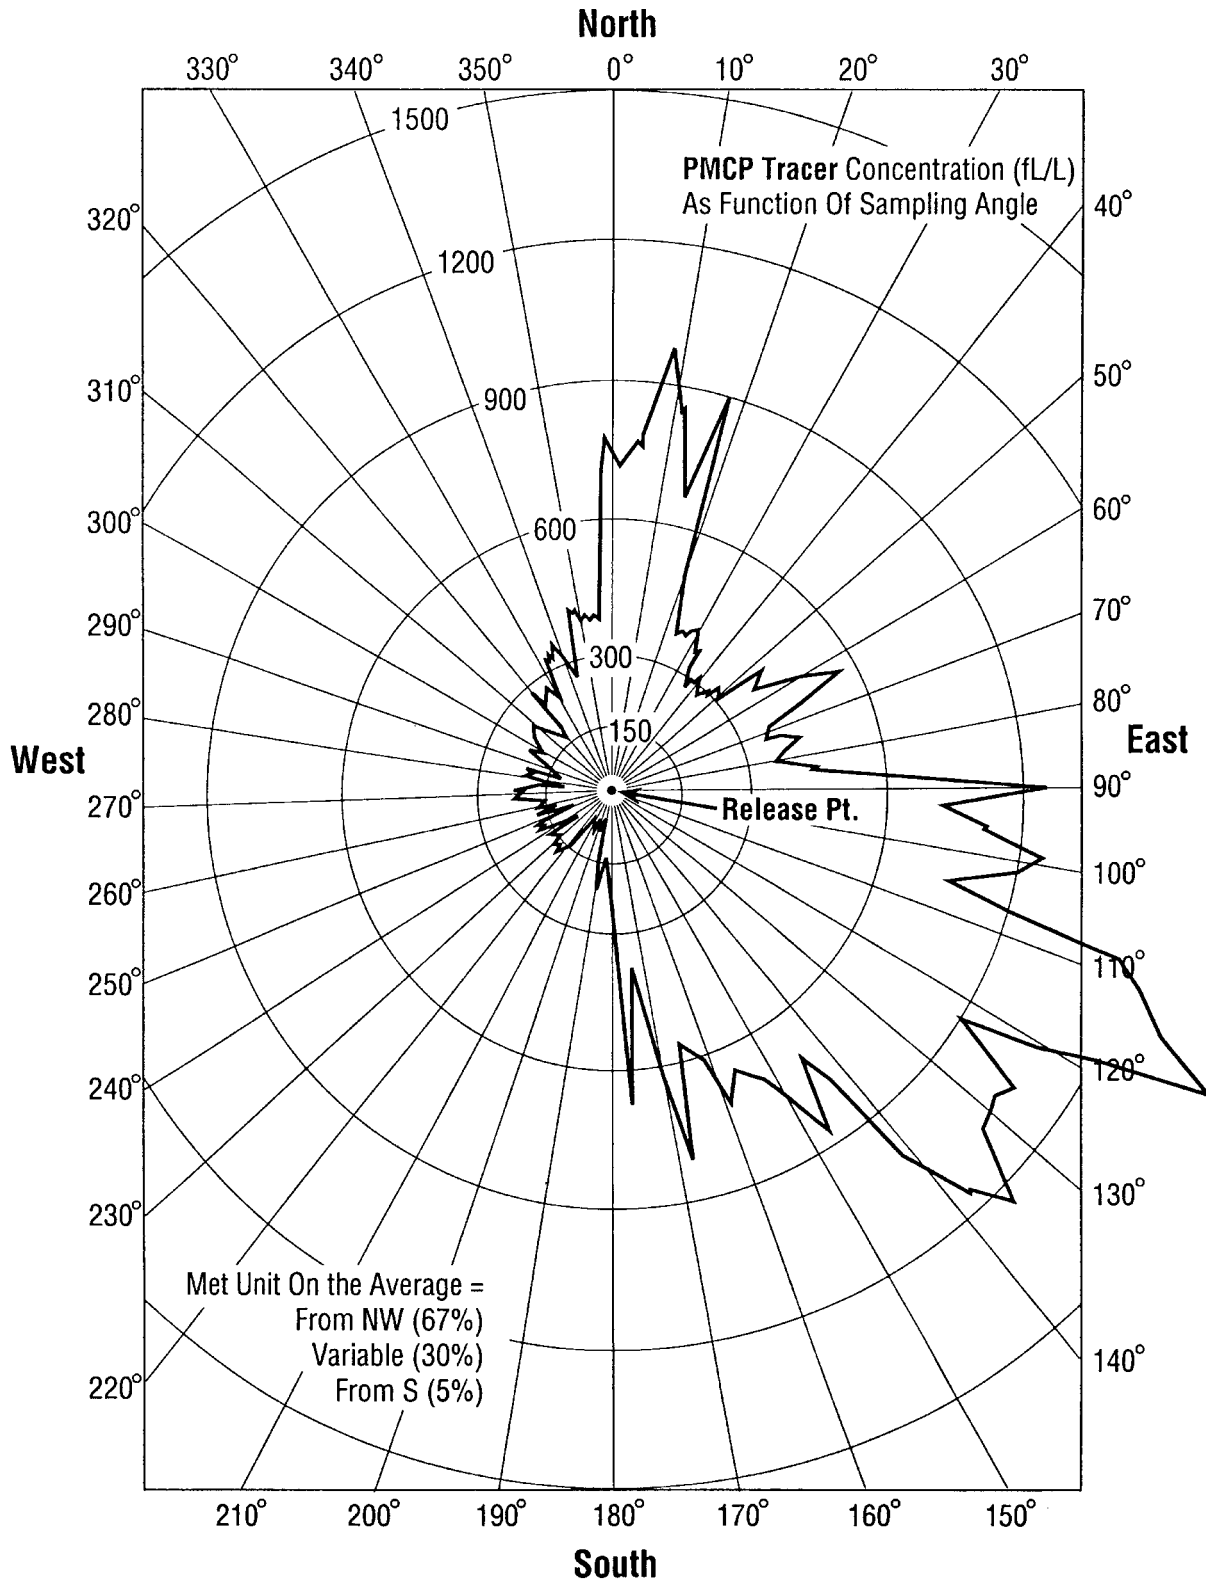 North
330° 340° 350° 0° 10° 20° 30°
1500
PMCP Tracer Concentration (fL/L)
As Function Of Sampling Angle
320° 40°
1200
310° 50°
900
300° 60°
600
290° 70°
300
280° 80°
150
West East
270° 90°
Release Pt.
260° 100°
250° 110°
240° 120°
230° 130°
Met Unit On the Average =
From NW (67%)
Variable (30%)
From S (5%)
220° 140°
210° 200° 190° 180° 170° 160° 150°
South